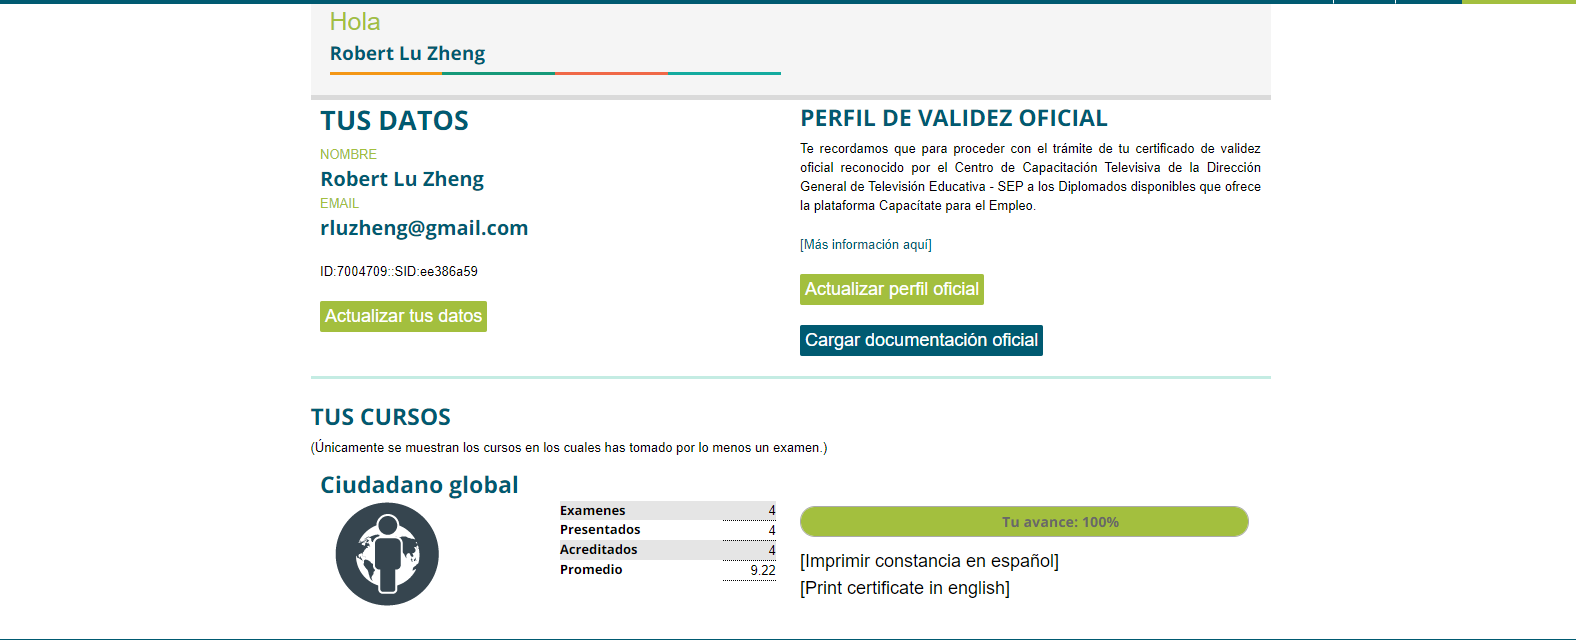 Hola
Robert Lu Zheng
TUS DATOS
NOMBRE
Robert Lu Zheng
EMAIL
rluzheng@gmail.com
ID:7004709::SID:ee386a59
Actualizar tus datos
PERFIL DE VALIDEZ OFICIAL
Te recordamos que para proceder con el trámite de tu certificado de validez
oficial reconocido por el Centro de Capacitación Televisiva de la Dirección
General de Televisión Educativa - SEP a los Diplomados disponibles que ofrece
la plataforma Capacítate para el Empleo.
[Más información aquí]
Actualizar perfil oficial
Cargar documentación oficial
TUS CURSOS
(Únicamente se muestran los cursos en los cuales has tomado por lo menos un examen.)
Ciudadano global
Examenes 4
Presentados 4
Acreditados 4
Promedio 9.22
Tu avance: 100%
[Imprimir constancia en español]
[Print certificate in english]